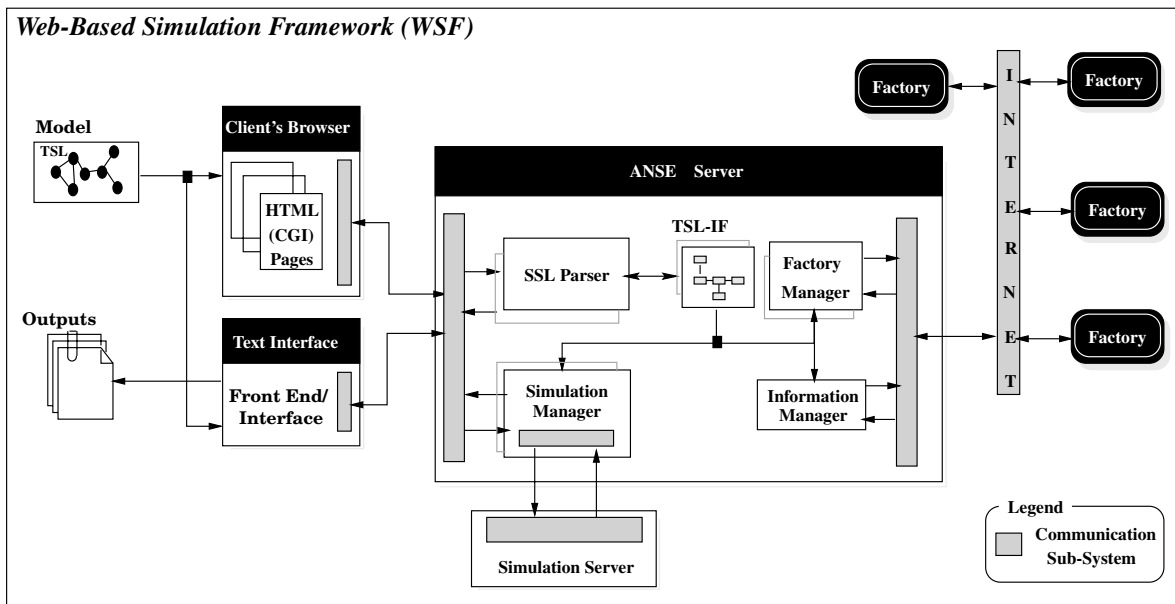 Web-Based Simulation Framework (WSF)
Factory
Factory
Factory
Factory
INTERNET
Model
TSL
Client's Browser
HTML
(CGI)
Pages
Outputs
Text Interface
Front End/
Interface
ANSE Server
SSL Parser
TSL-IF
Factory
Manager
Simulation
Manager
Information
Manager
Simulation Server
Legend
Communication
Sub-System